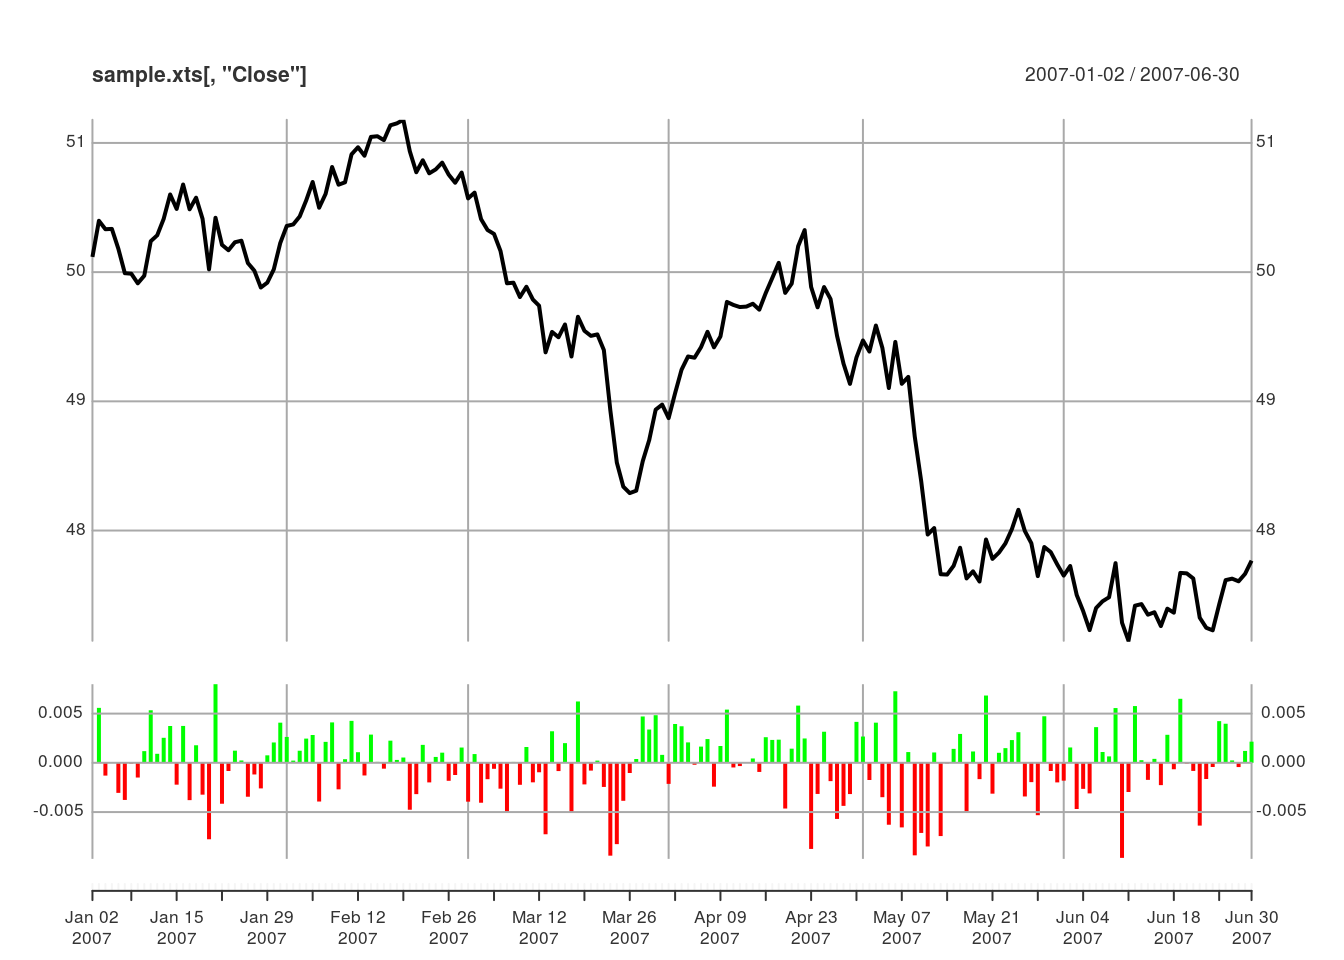 sample.xts[, "Close"]
2007-01-02 / 2007-06-30
51 51
50 50
49 49
48 48
0.005 0.005
0.000 0.000
-0.005 -0.005
Jan 02 Jan 15 Jan 29 Feb 12 Feb 26 Mar 12 Mar 26 Apr 09 Apr 23 May 07 May 21 Jun 04 Jun 18 Jun 30
2007 2007 2007 2007 2007 2007 2007 2007 2007 2007 2007 2007 2007 2007